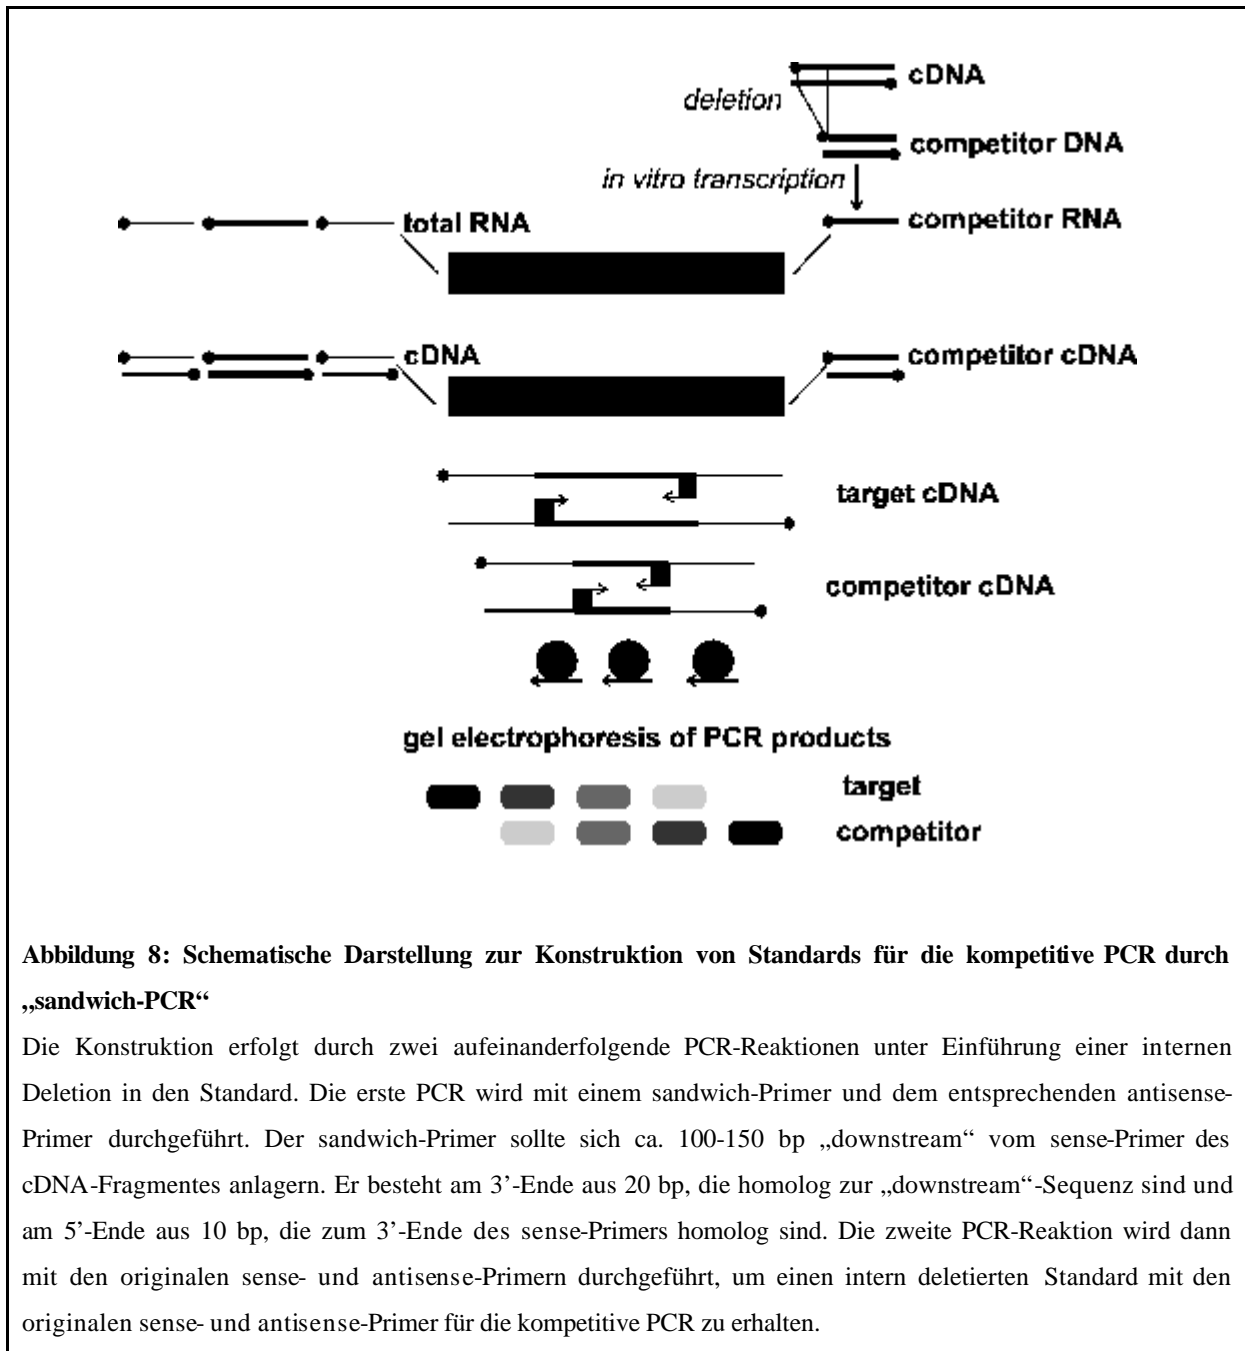 cDNA
deletion
competitor DNA
in vitro transcription
total RNA
competitor RNA
cDNA
competitor cDNA
target cDNA
competitor cDNA
gel electrophoresis of PCR products
target
competitor
Abbildung 8: Schematische Darstellung zur Konstruktion von Standards für die kompetitive PCR durch
„sandwich-PCR“
Die Konstruktion erfolgt durch zwei aufeinanderfolgende PCR-Reaktionen unter Einführung einer internen
Deletion in den Standard. Die erste PCR wird mit einem sandwich-Primer und dem entsprechenden antisense-
Primer durchgeführt. Der sandwich-Primer sollte sich ca. 100-150 bp „downstream“ vom sense-Primer des
cDNA-Fragmentes anlagern. Er besteht am 3’-Ende aus 20 bp, die homolog zur „downstream“-Sequenz sind und
am 5’-Ende aus 10 bp, die zum 3’-Ende des sense-Primers homolog sind. Die zweite PCR-Reaktion wird dann
mit den originalen sense- und antisense-Primern durchgeführt, um einen intern deletierten Standard mit den
originalen sense- und antisense-Primer für die kompetitive PCR zu erhalten.